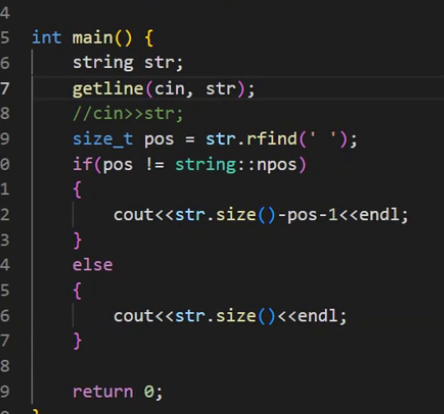 4
5 int main() {
6     string str;
7     getline(cin, str);
8     //cin>>str;
9     size_t pos = str.rfind(' ');
0     if(pos != string::npos)
1     {
2         cout<<str.size()-pos-1<<endl;
3     }
4     else
5     {
6         cout<<str.size()<<endl;
7     }
8
9     return 0;
}